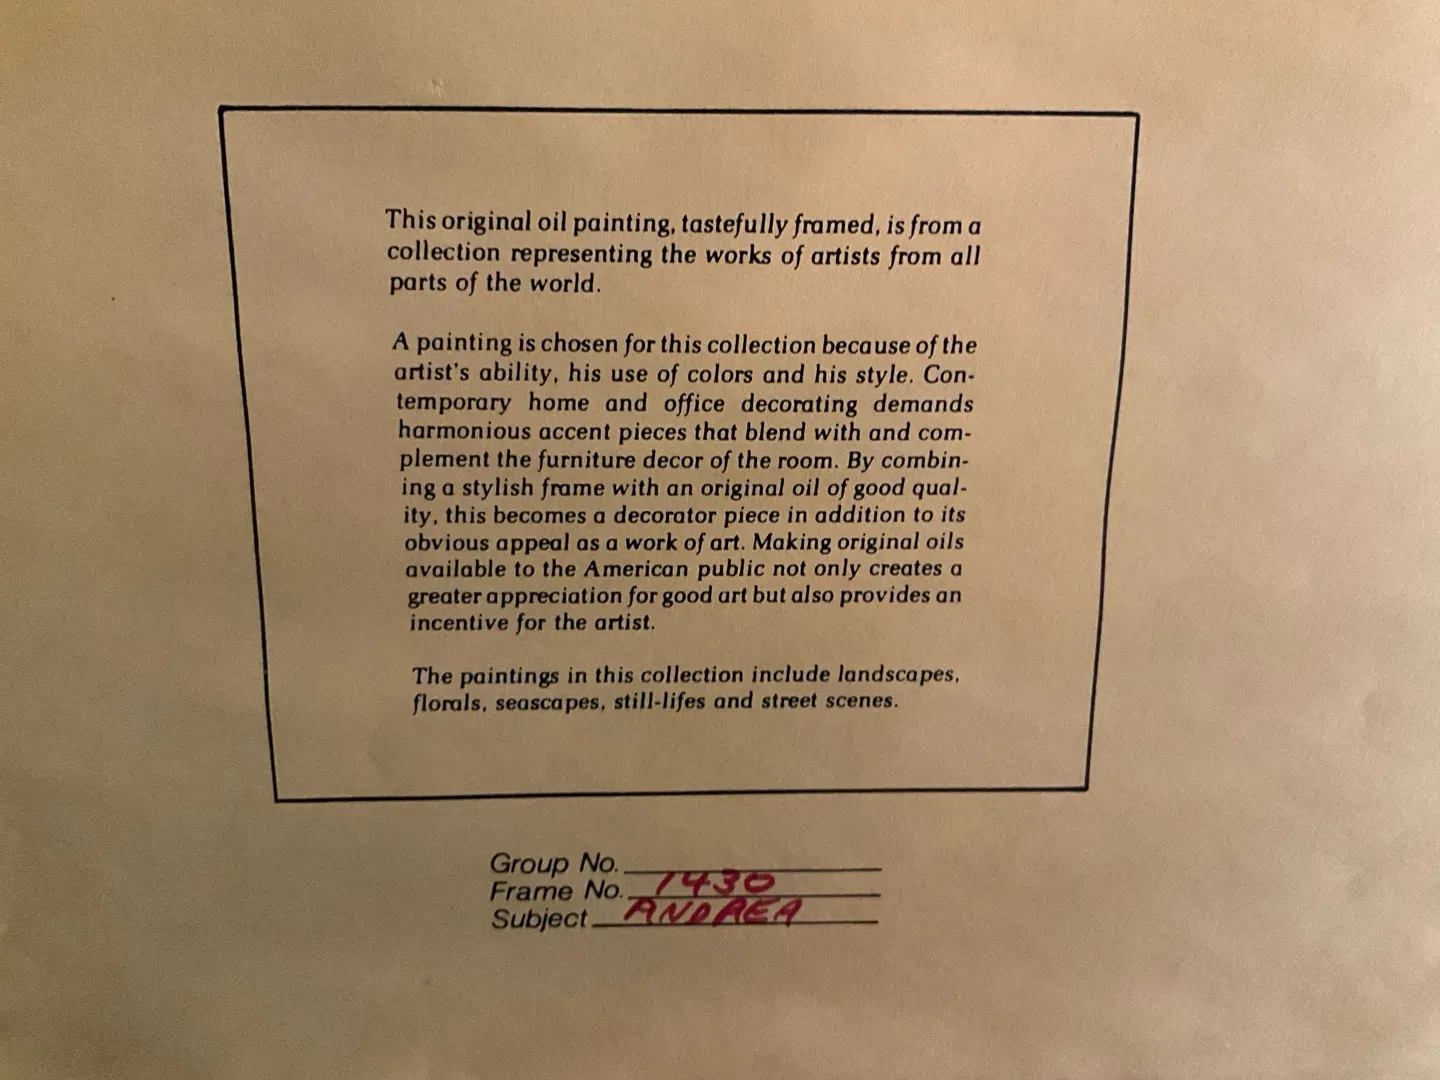 This original oil painting, tastefully framed, is from a
collection representing the works of artists from all
parts of the world.
A painting is chosen for this collection because of the
artist's ability, his use of colors and his style. Con-
temporary home and office decorating demands
harmonious accent pieces that blend with and com-
plement the furniture decor of the room. By combin-
ing a stylish frame with an original oil of good qual-
ity, this becomes a decorator piece in addition to its
obvious appeal as a work of art. Making original oils
available to the American public not only creates a
greater appreciation for good art but also provides an
incentive for the artist.
The paintings in this collection include landscapes,
florals, seascapes, still-lifes and street scenes.
Group No.
Frame No. 1430
Subject ANDREA